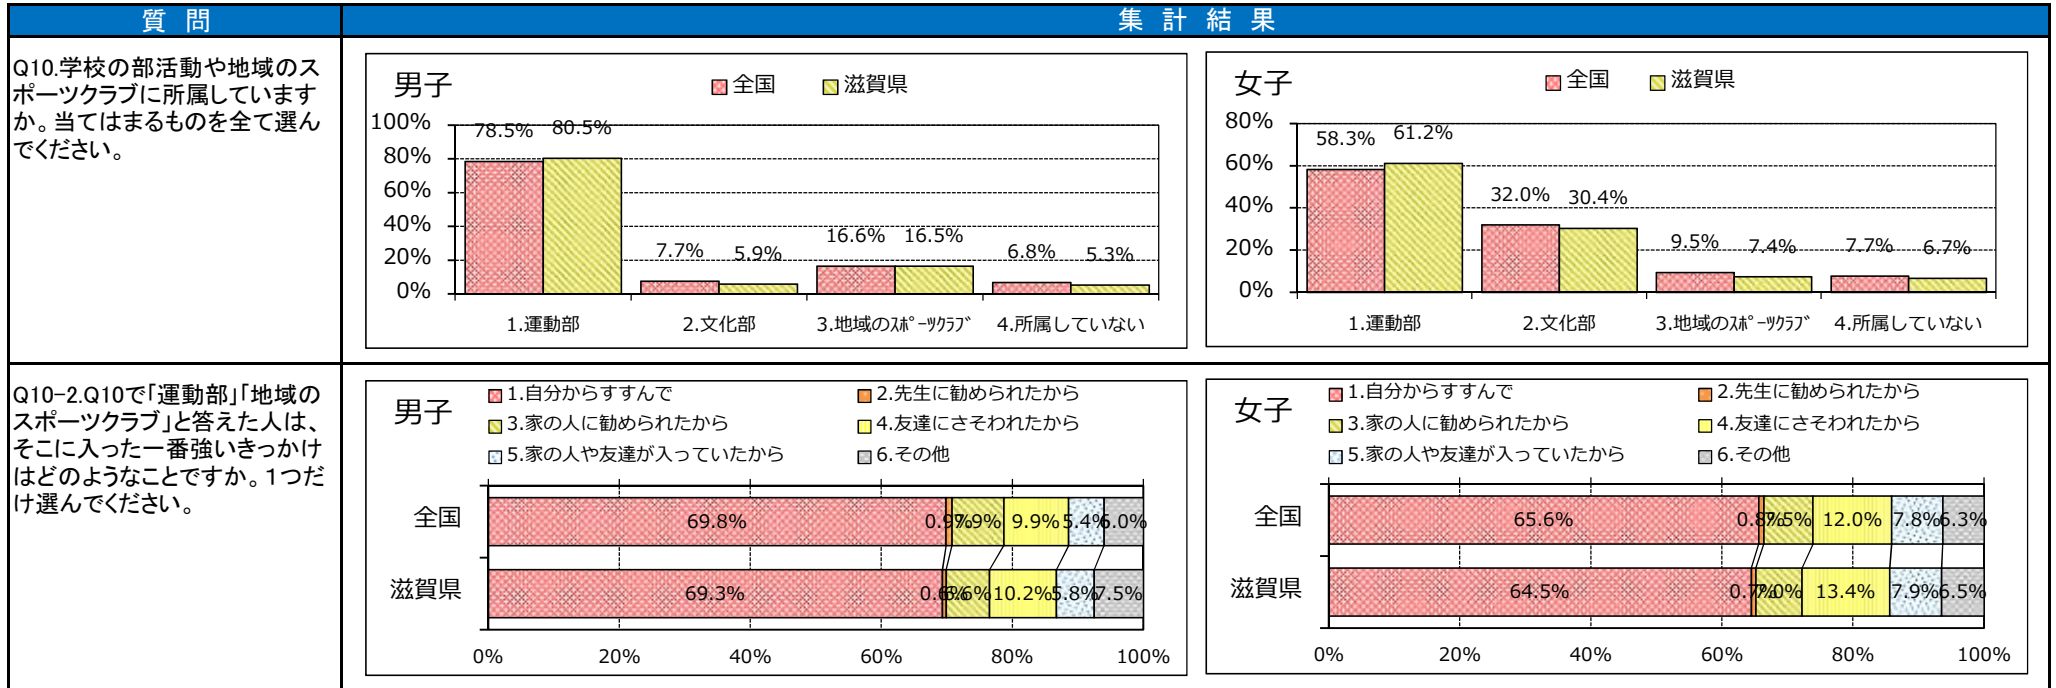 質 問
集 計 結 果
Q10.学校の部活動や地域のス
ポーツクラブに所属しています
か。当てはまるものを全て選ん
でください。
男子
全国 滋賀県
100%
80%
60%
40%
20%
0%
78.5% 80.5%
7.7% 5.9%
16.6% 16.5%
6.8% 5.3%
1.運動部 2.文化部 3.地域のｽﾎﾟｰﾂｸﾗﾌﾞ 4.所属していない
女子
全国 滋賀県
80%
60%
40%
20%
0%
58.3% 61.2%
32.0% 30.4%
9.5% 7.4%
7.7% 6.7%
1.運動部 2.文化部 3.地域のｽﾎﾟｰﾂｸﾗﾌﾞ 4.所属していない
Q10-2.Q10で「運動部」「地域の
スポーツクラブ」と答えた人は、
そこに入った一番強いきっかけ
はどのようなことですか。１つだ
け選んでください。
男子
1.自分からすすんで 2.先生に勧められたから
3.家の人に勧められたから 4.友達にさそわれたから
5.家の人や友達が入っていたから 6.その他
全国 69.8% 0.9% 7.9% 9.9% 5.4% 6.0%
滋賀県 69.3% 0.6% 6.6% 10.2% 5.8% 7.5%
0% 20% 40% 60% 80% 100%
女子
1.自分からすすんで 2.先生に勧められたから
3.家の人に勧められたから 4.友達にさそわれたから
5.家の人や友達が入っていたから 6.その他
全国 65.6% 0.8% 7.5% 12.0% 7.8% 6.3%
滋賀県 64.5% 0.7% 7.0% 13.4% 7.9% 6.5%
0% 20% 40% 60% 80% 100%